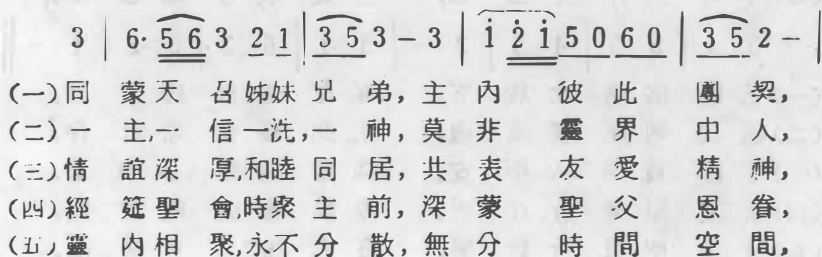 3 | 6· 5 6 3 2 1 | 3 5 3 – 3 | i 2 i 5 0 6 0 | 3 5 2 – |
(一)同 蒙天 召姊妹兄 弟,主 內 彼 此 團 契,
(二)一 主,一 信一洗,一 神,莫 非 靈 界 中 人,
(三)情 誼深 厚,和睦同 居,共 表 友 愛 精 神,
(四)經 筵聖 會,時聚主 前,深 蒙 聖 父 恩 眷,
(五)靈 內相 聚,永不分 散,無 分 時 間 空 間,